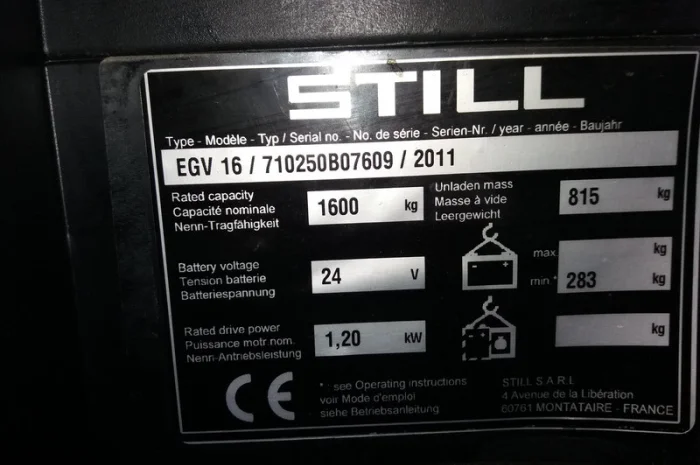 STILL
Type - Modèle - Typ / Serial no. - No. de série - Serien-Nr. / year - année - Baujahr
EGV 16 / 710250B07609 / 2011
Rated capacity
Capacité nominale
Nenn-Tragfähigkeit
1600 kg
Unladen mass
Masse à vide
Leergewicht
815 kg
Battery voltage
Tension batterie
Batteriespannung
24 V
- +
max. kg
min * 283 kg
Rated drive power
Puissance motr nom.
Nenn-Antriebsleistung
1,20 kW
kg
CE
* : see Operating instructions
voir Mode d'emploi
siehe Betriebsanleitung
STILL S.A.R.L
4 Avenue de la Libération
60761 MONTATAIRE - FRANCE